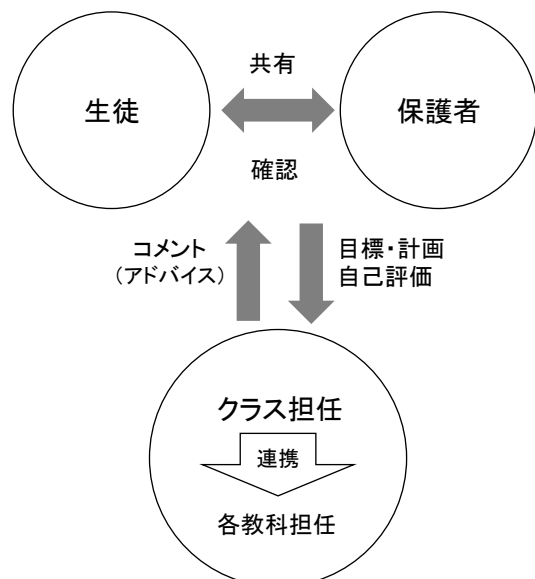 共有
生徒
保護者
確認
コメント
（アドバイス）
目標・計画
自己評価
クラス担任
連携
各教科担任